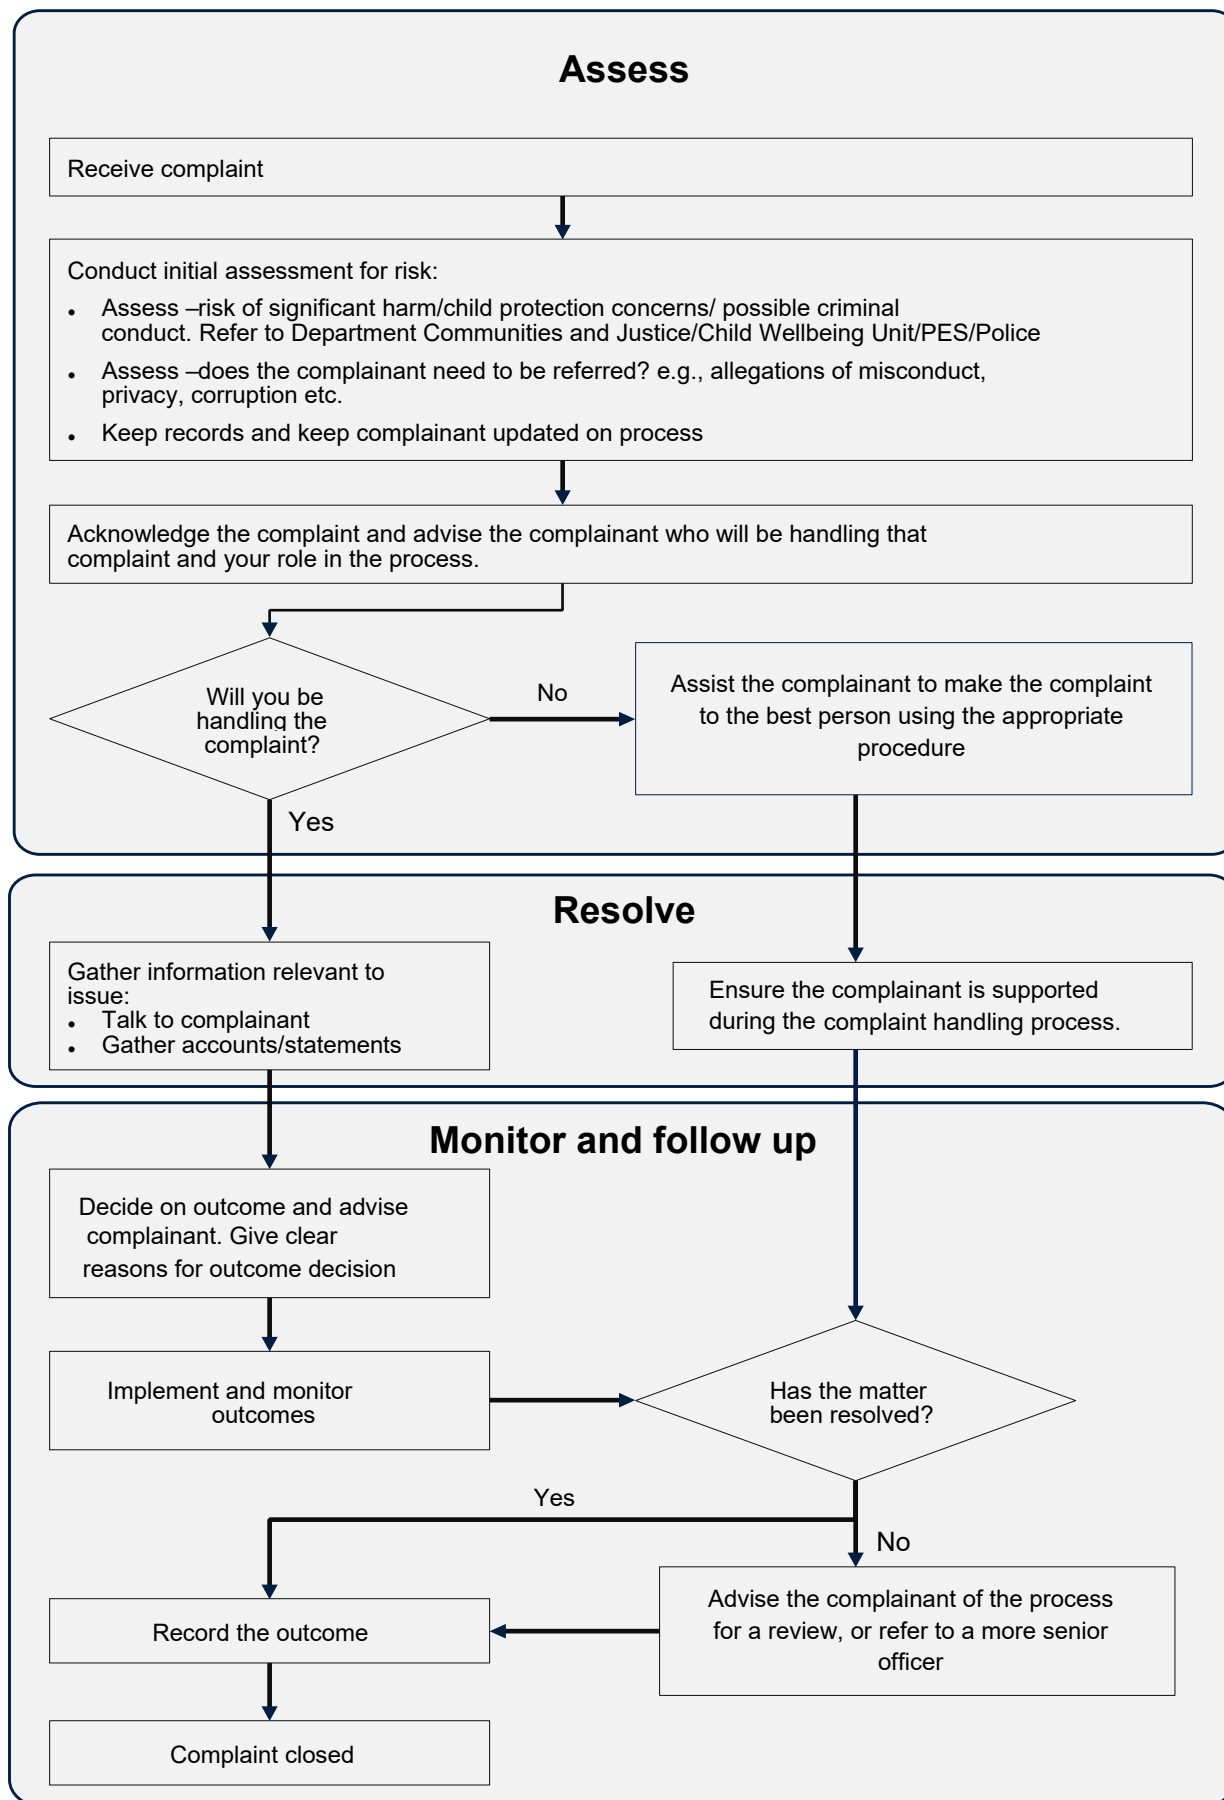 Assess
Receive complaint
Conduct initial assessment for risk:
• Assess –risk of significant harm/child protection concerns/ possible criminal
conduct. Refer to Department Communities and Justice/Child Wellbeing Unit/PES/Police
• Assess –does the complainant need to be referred? e.g., allegations of misconduct,
privacy, corruption etc.
• Keep records and keep complainant updated on process
Acknowledge the complaint and advise the complainant who will be handling that
complaint and your role in the process.
Will you be
handling the
complaint?
No
Assist the complainant to make the complaint
to the best person using the appropriate
procedure
Yes
Resolve
Gather information relevant to
issue:
• Talk to complainant
• Gather accounts/statements
Ensure the complainant is supported
during the complaint handling process.
Monitor and follow up
Decide on outcome and advise
complainant. Give clear
reasons for outcome decision
Implement and monitor
outcomes
Has the matter
been resolved?
Yes
No
Advise the complainant of the process
for a review, or refer to a more senior
officer
Record the outcome
Complaint closed